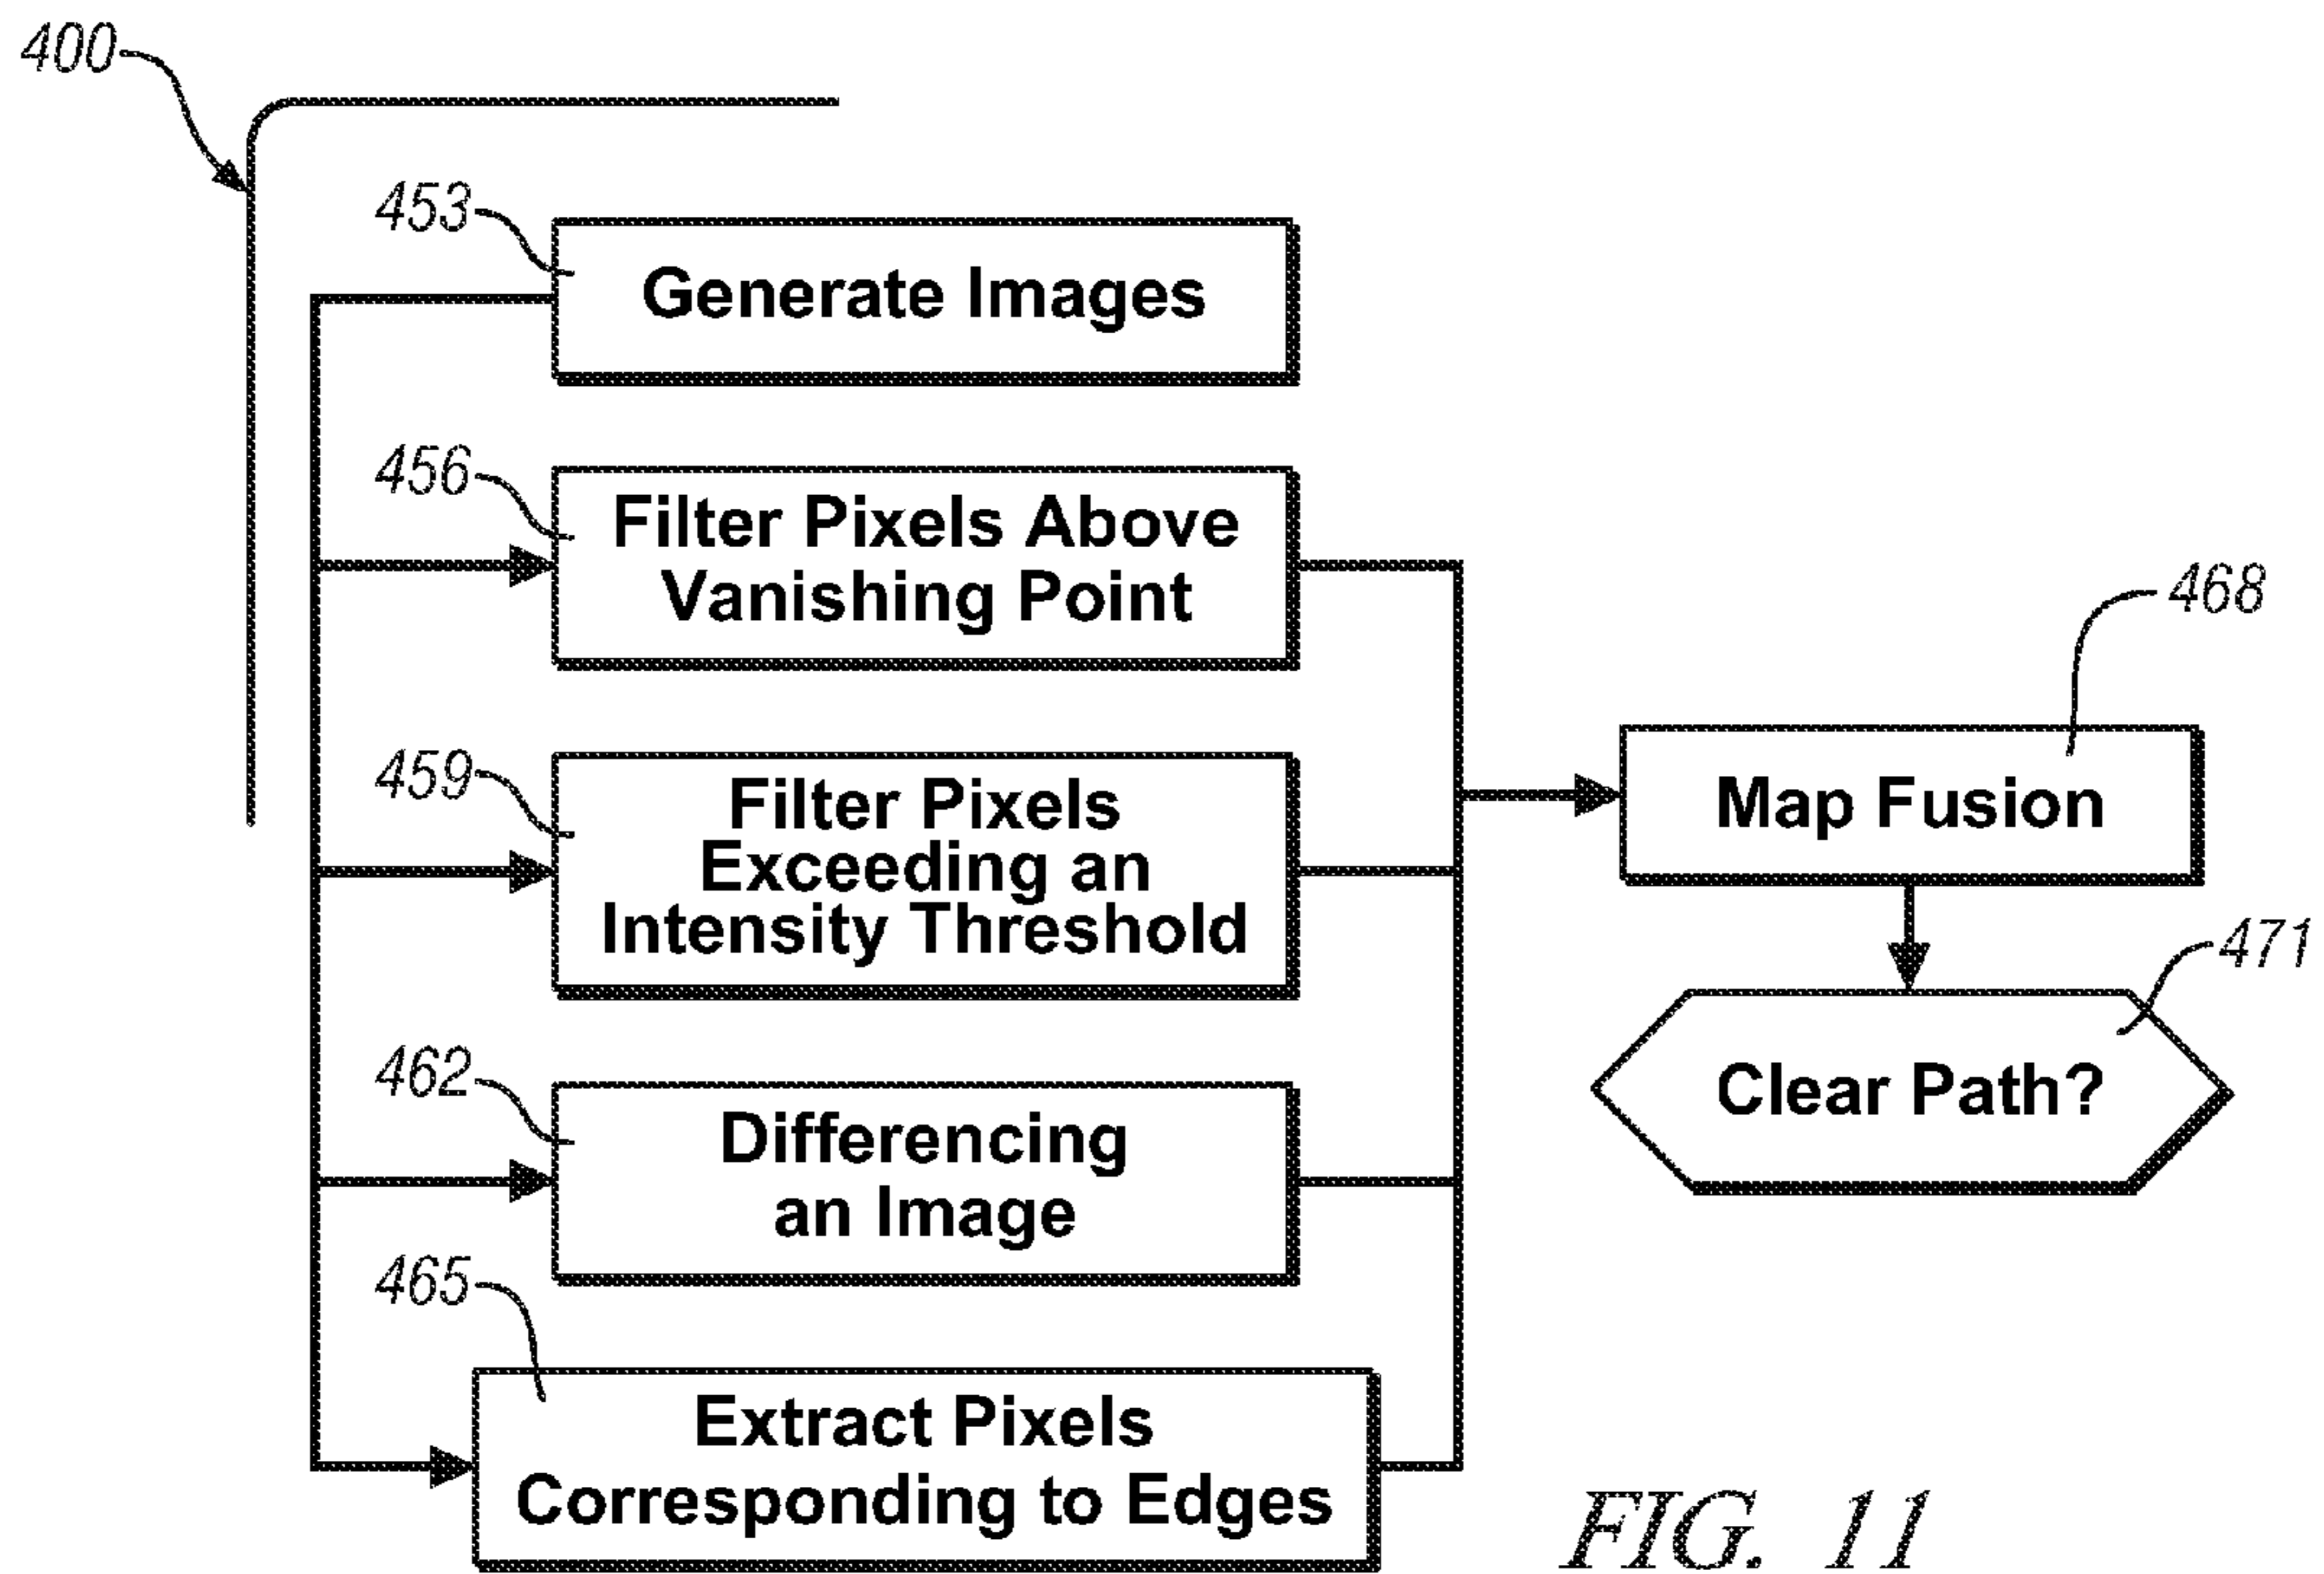 400
453
Generate Images
456
Filter Pixels Above
Vanishing Point
459
Filter Pixels
Exceeding an
Intensity Threshold
462
Differencing
an Image
465
Extract Pixels
Corresponding to Edges
468
Map Fusion
471
Clear Path?
FIG. 11